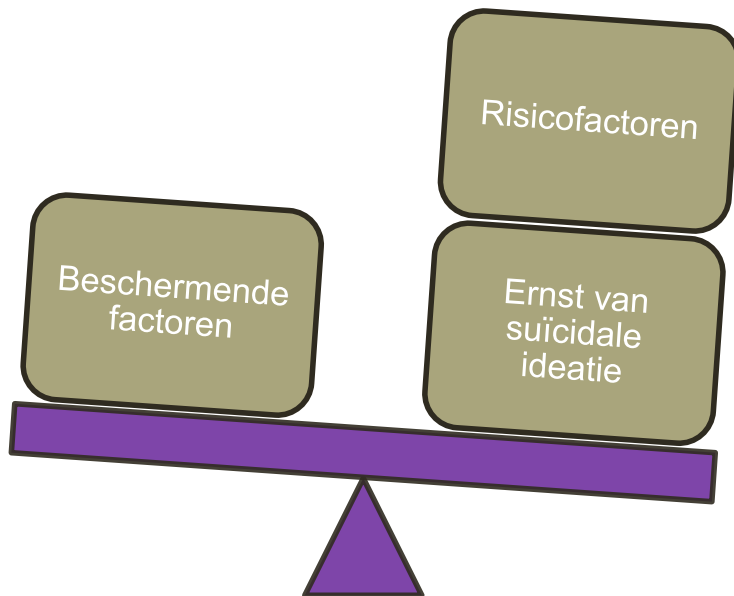 Risicofactoren
Beschermende
factoren
Ernst van
suïcidale
ideatie